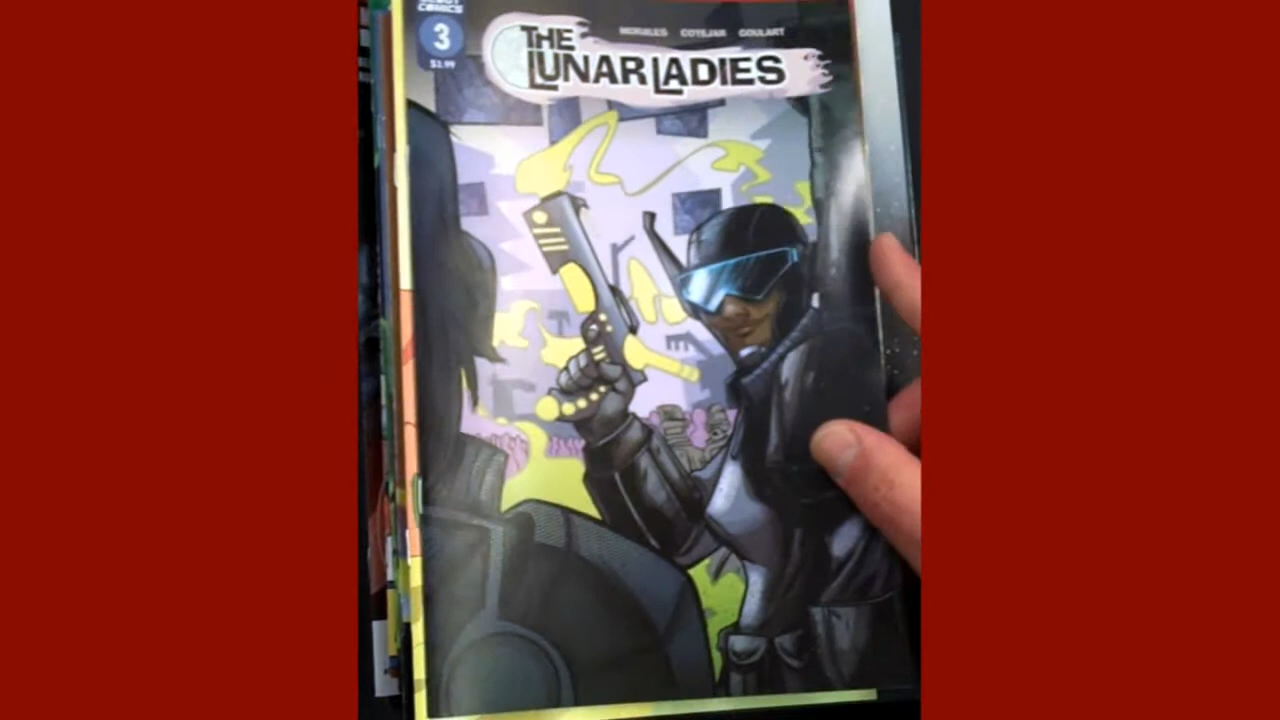 COMICS
3
$3.99
MORALES COTEJAR GOULART
THE
LUNAR LADIES